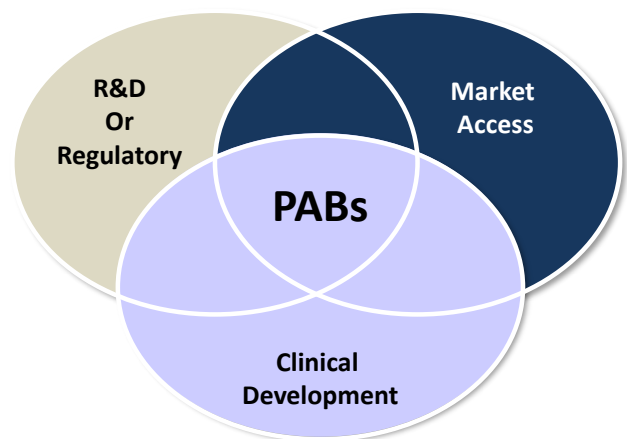 R&D
Or
Regulatory
Market
Access
PABs
Clinical
Development